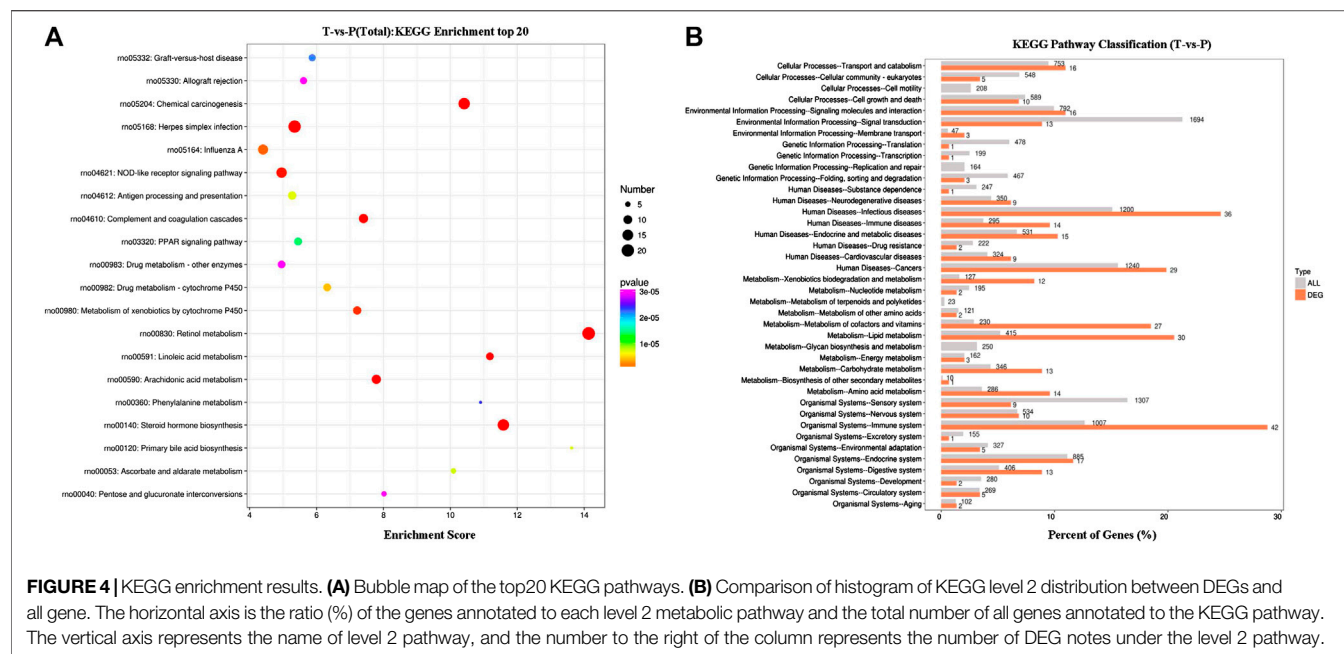 A
T-vs-P(Total):KEGG Enrichment top 20
rno05332: Graft-versus-host disease
rno05330: Allograft rejection
rno05204: Chemical carcinogenesis
rno05168: Herpes simplex infection
rno05164: Influenza A
rno04621: NOD-like receptor signaling pathway
rno04612: Antigen processing and presentation
rno04610: Complement and coagulation cascades
rno03320: PPAR signaling pathway
rno00983: Drug metabolism - other enzymes
rno00982: Drug metabolism - cytochrome P450
rno00980: Metabolism of xenobiotics by cytochrome P450
rno00830: Retinol metabolism
rno00591: Linoleic acid metabolism
rno00590: Arachidonic acid metabolism
rno00360: Phenylalanine metabolism
rno00140: Steroid hormone biosynthesis
rno00120: Primary bile acid biosynthesis
rno00053: Ascorbate and aldarate metabolism
rno00040: Pentose and glucuronate interconversions
4 6 8 10 12 14
Enrichment Score
Number
5
10
15
20
pvalue
3e-05
2e-05
1e-05
B
KEGG Pathway Classification (T-vs-P)
Cellular Processes--Transport and catabolism 753 16
Cellular Processes--Cellular community - eukaryotes 548 5
Cellular Processes--Cell motility 208
Cellular Processes--Cell growth and death 589 10
Environmental Information Processing--Signaling molecules and interaction 792 16
Environmental Information Processing--Signal transduction 1694 13
Environmental Information Processing--Membrane transport 47 3
Genetic Information Processing--Translation 478 1
Genetic Information Processing--Transcription 199 1
Genetic Information Processing--Replication and repair 164
Genetic Information Processing--Folding, sorting and degradation 467 3
Human Diseases--Substance dependence 247 1
Human Diseases--Neurodegenerative diseases 350 9
Human Diseases--Infectious diseases 1200 36
Human Diseases--Immune diseases 295 14
Human Diseases--Endocrine and metabolic diseases 531 15
Human Diseases--Drug resistance 222 2
Human Diseases--Cardiovascular diseases 324 9
Human Diseases--Cancers 1240 29
Metabolism--Xenobiotics biodegradation and metabolism 127 12
Metabolism--Nucleotide metabolism 195 2
Metabolism--Metabolism of terpenoids and polyketides 23
Metabolism--Metabolism of other amino acids 121 2
Metabolism--Metabolism of cofactors and vitamins 230 27
Metabolism--Lipid metabolism 415 30
Metabolism--Glycan biosynthesis and metabolism 250
Metabolism--Energy metabolism 162 3
Metabolism--Carbohydrate metabolism 346 13
Metabolism--Biosynthesis of other secondary metabolites 10 1
Metabolism--Amino acid metabolism 286 14
Organismal Systems--Sensory system 1307 9
Organismal Systems--Nervous system 534 10
Organismal Systems--Immune system 1007 42
Organismal Systems--Excretory system 155 1
Organismal Systems--Environmental adaptation 327 5
Organismal Systems--Endocrine system 885 17
Organismal Systems--Digestive system 406 13
Organismal Systems--Development 280 2
Organismal Systems--Circulatory system 269 5
Organismal Systems--Aging 102 2
0 10 20 30
Percent of Genes (%)
Type
ALL
DEG
FIGURE 4 | KEGG enrichment results. (A) Bubble map of the top20 KEGG pathways. (B) Comparison of histogram of KEGG level 2 distribution between DEGs and
all gene. The horizontal axis is the ratio (%) of the genes annotated to each level 2 metabolic pathway and the total number of all genes annotated to the KEGG pathway.
The vertical axis represents the name of level 2 pathway, and the number to the right of the column represents the number of DEG notes under the level 2 pathway.